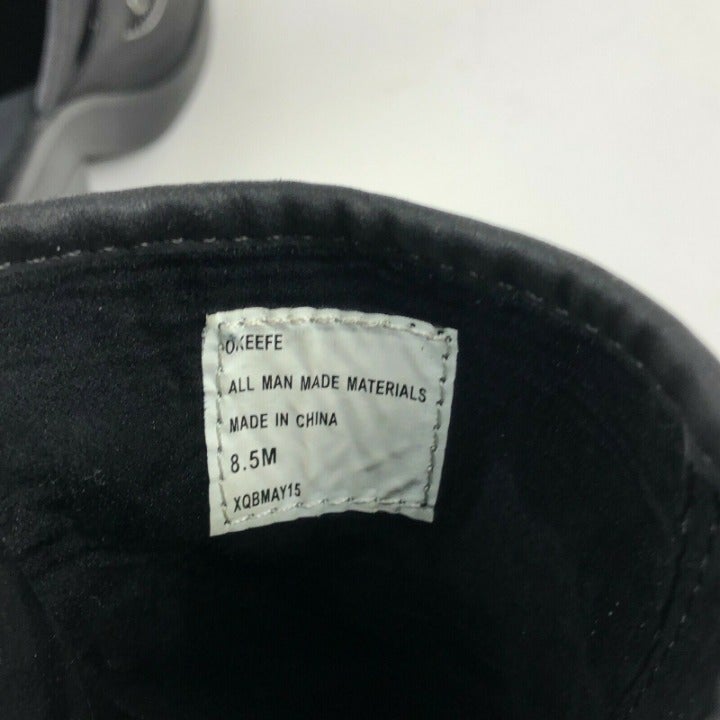 OKEEFE
ALL MAN MADE MATERIALS
MADE IN CHINA
8.5M
XQBMAY15